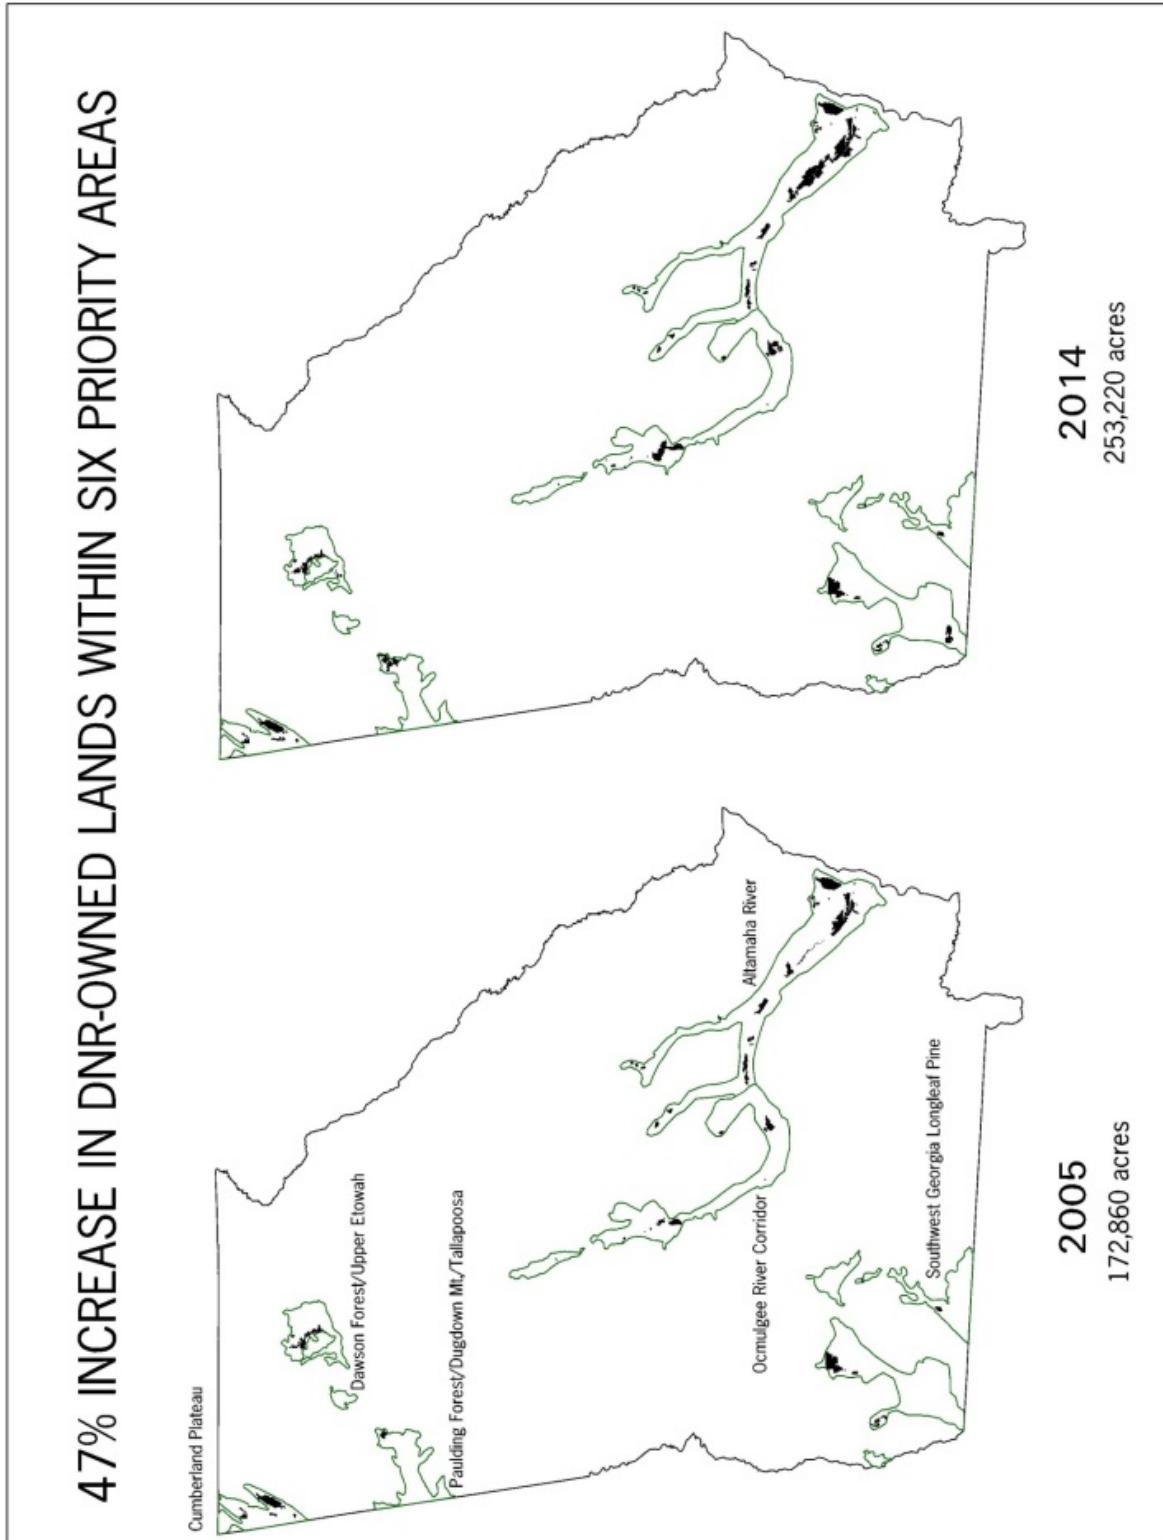 47% INCREASE IN DNR-OWNED LANDS WITHIN SIX PRIORITY AREAS
Cumberland Plateau
Dawson Forest/Upper Etowah
Paulding Forest/Dugdown Mt./Tallapoosa
Altamaha River
Ocmulgee River Corridor
Southwest Georgia Longleaf Pine
2005
172,860 acres
2014
253,220 acres